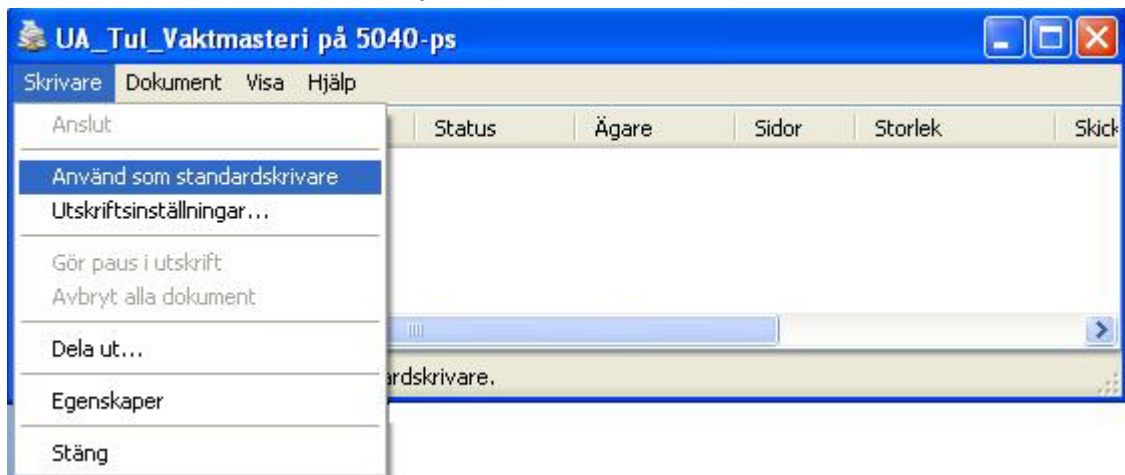 UA_Tul_Vaktmasteri på 5040-ps
Skrivare Dokument Visa Hjälp
Status Ägare Sidor Storlek Skick
Anslut
Använd som standardskrivare
Utskriftsinställningar...
Gör paus i utskrift
Avbryt alla dokument
Dela ut...
ardskrivare.
Egenskaper
Stäng